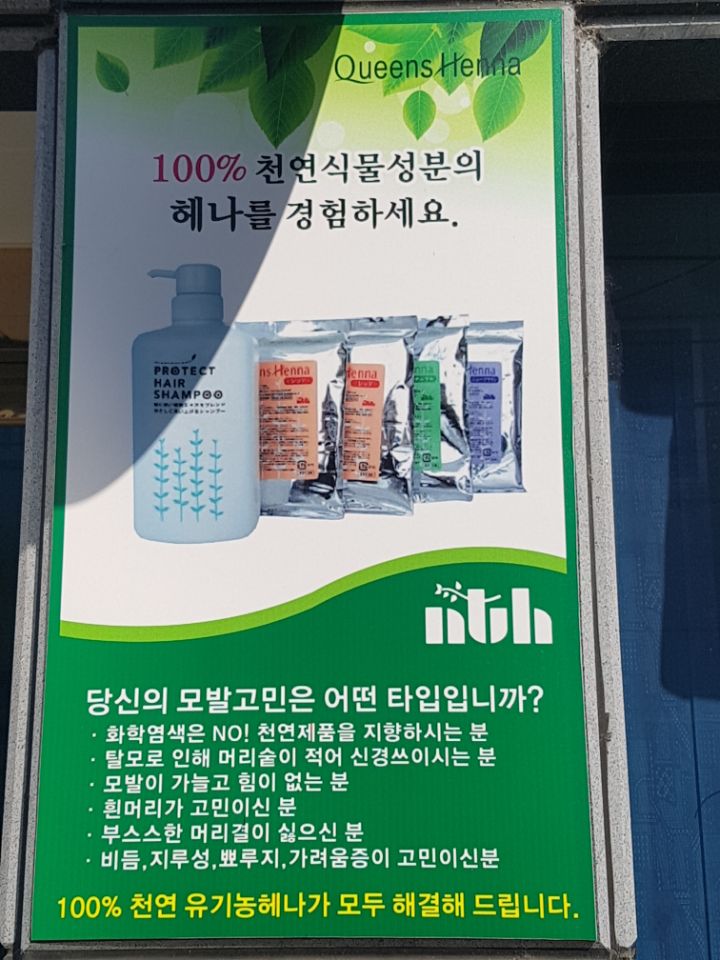 Queens Henna
100% 천연식물성분의
헤나를 경험하세요.
PROTECT
HAIR
SHAMPOO
ns Henna
Henna
nna
nth
당신의 모발고민은 어떤 타입입니까?
· 화학염색은 NO! 천연제품을 지향하시는 분
· 탈모로 인해 머리숱이 적어 신경쓰이시는 분
· 모발이 가늘고 힘이 없는 분
· 흰머리가 고민이신 분
· 부스스한 머리결이 싫으신 분
· 비듬,지루성,뾰루지,가려움증이 고민이신분
100% 천연 유기농헤나가 모두 해결해 드립니다.